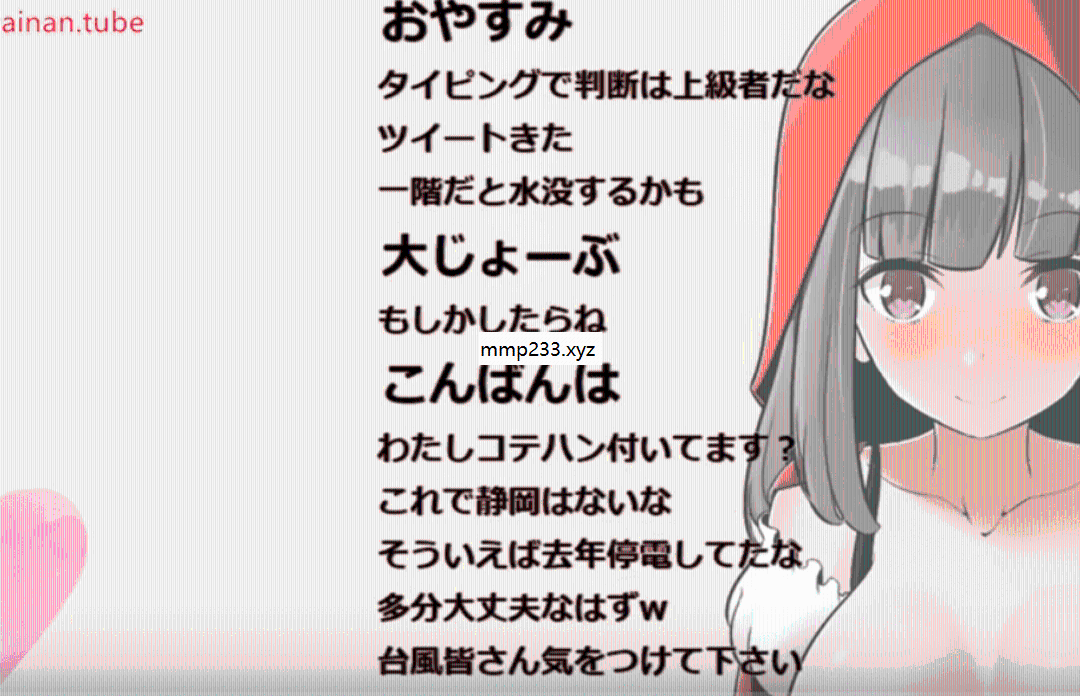 ainan.tube
おやすみ
タイピングで判断は上級者だな
ツイートきた
一階だと水没するかも
大じょーぶ
もしかしたらね
mmp233.xyz
こんばんは
わたしコテハン付いてます？
これで静岡はないな
そういえば去年停電してたな
多分大丈夫なはずw
台風皆さん気をつけて下さい